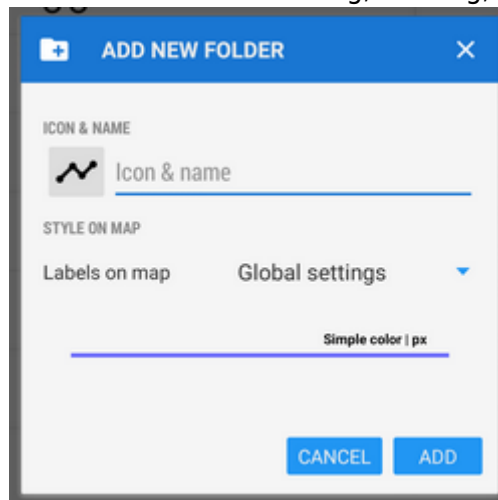 ADD NEW FOLDER
ICON & NAME
Icon & name
STYLE ON MAP
Labels on map Global settings
Simple color | px
CANCEL ADD